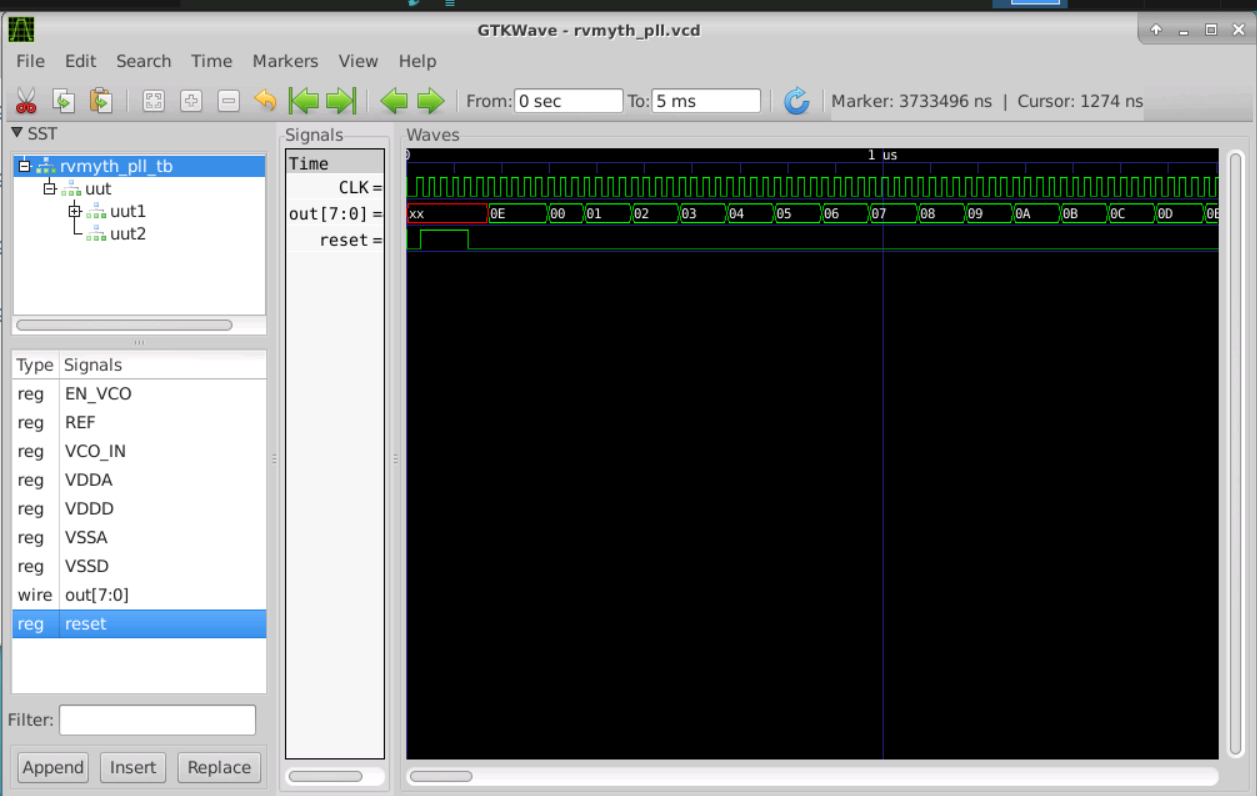 GTKWave - rvmyth_pll.vcd
File Edit Search Time Markers View Help
From: 0 sec To: 5 ms Marker: 3733496 ns | Cursor: 1274 ns
SST
rvmyth_pll_tb
uut
uut1
uut2
Type Signals
reg EN_VCO
reg REF
reg VCO_IN
reg VDDA
reg VDDD
reg VSSA
reg VSSD
wire out[7:0]
reg reset
Filter:
Append Insert Replace
Signals
Time
CLK =
out[7:0] =
reset =
Waves
0 1 us
xx 0E 00 01 02 03 04 05 06 07 08 09 0A 0B 0C 0D